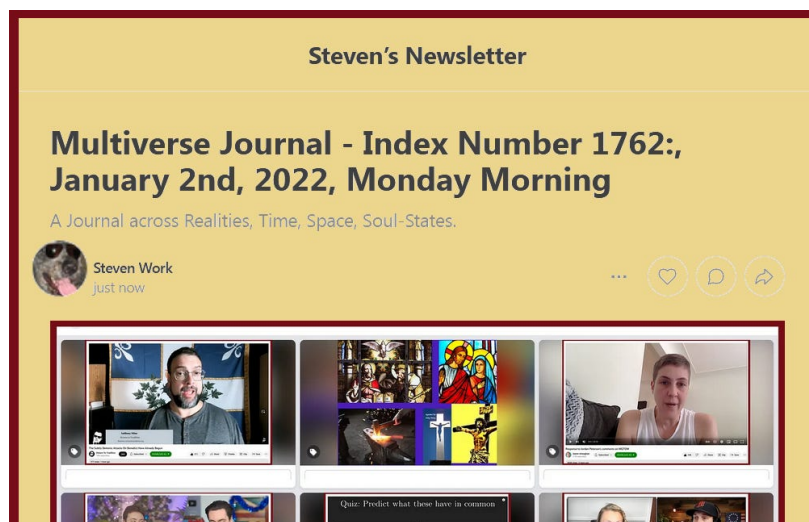 Steven’s Newsletter
Multiverse Journal - Index Number 1762:,
January 2nd, 2022, Monday Morning
A Journal across Realities, Time, Space, Soul-States.
Steven Work
just now
Quiz: Predict what these have in common